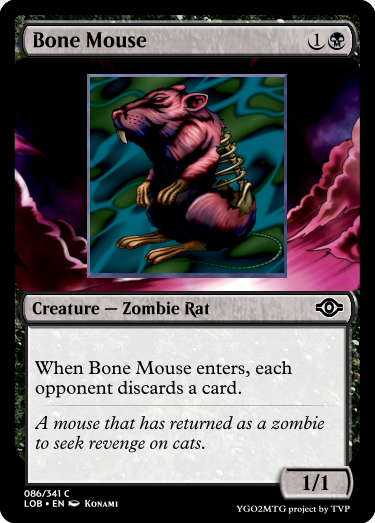 Bone Mouse 1
Creature — Zombie Rat
When Bone Mouse enters, each
opponent discards a card.
A mouse that has returned as a zombie
to seek revenge on cats.
1/1
086/341 C
LOB • EN Konami
YGO2MTG project by TVP